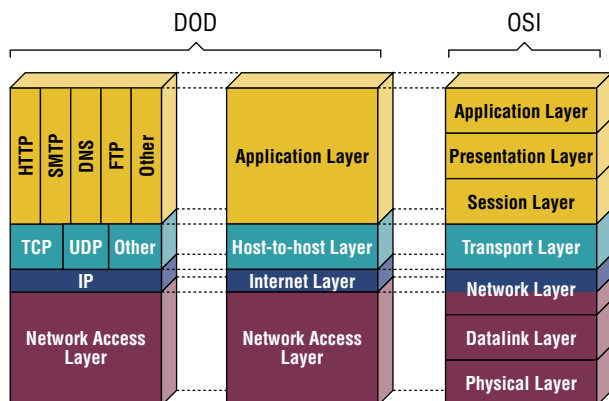 DOD
OSI
HTTP
SMTP
DNS
FTP
Other
TCP
UDP
Other
IP
Network Access
Layer
Application Layer
Host-to-host Layer
Internet Layer
Network Access
Layer
Application Layer
Presentation Layer
Session Layer
Transport Layer
Network Layer
Datalink Layer
Physical Layer